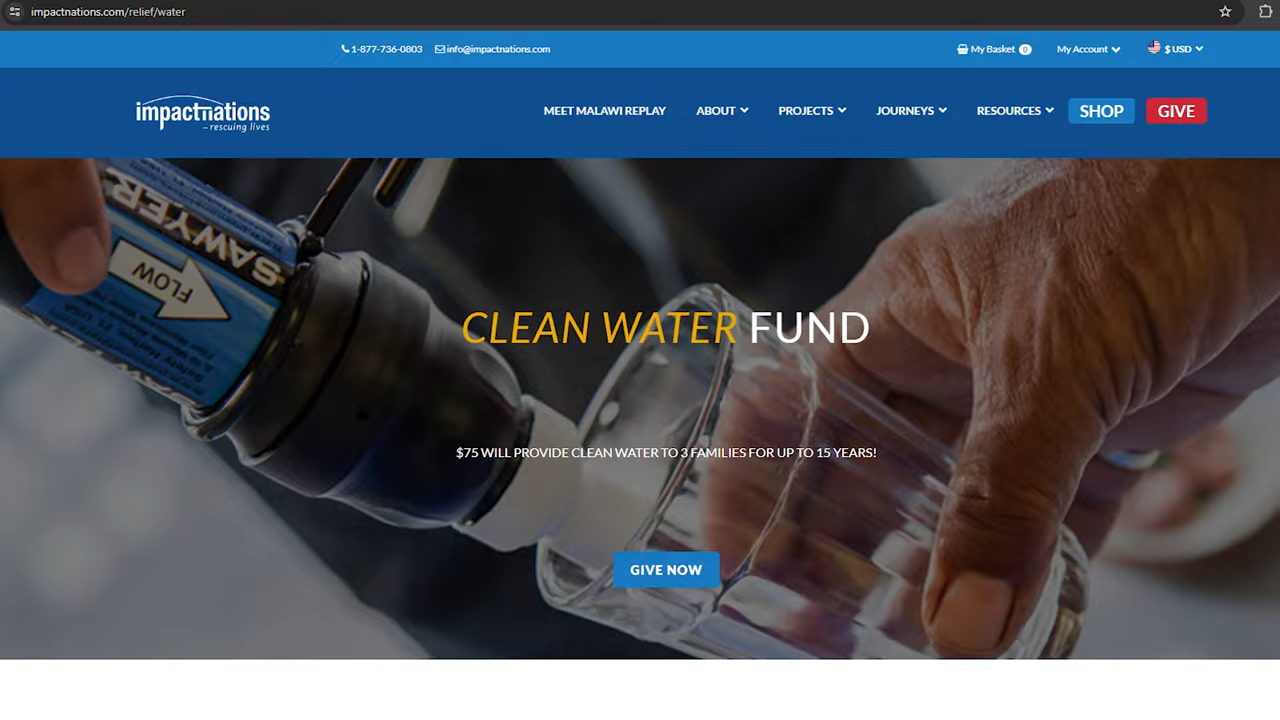 impactnations.com/relief/water
1-877-736-0803 info@impactnations.com My Basket 0 My Account $ USD
impactnations
– rescuing lives
MEET MALAWI REPLAY ABOUT PROJECTS JOURNEYS RESOURCES SHOP GIVE
SAWYER
FLOW
CLEAN WATER FUND
$75 WILL PROVIDE CLEAN WATER TO 3 FAMILIES FOR UP TO 15 YEARS!
GIVE NOW